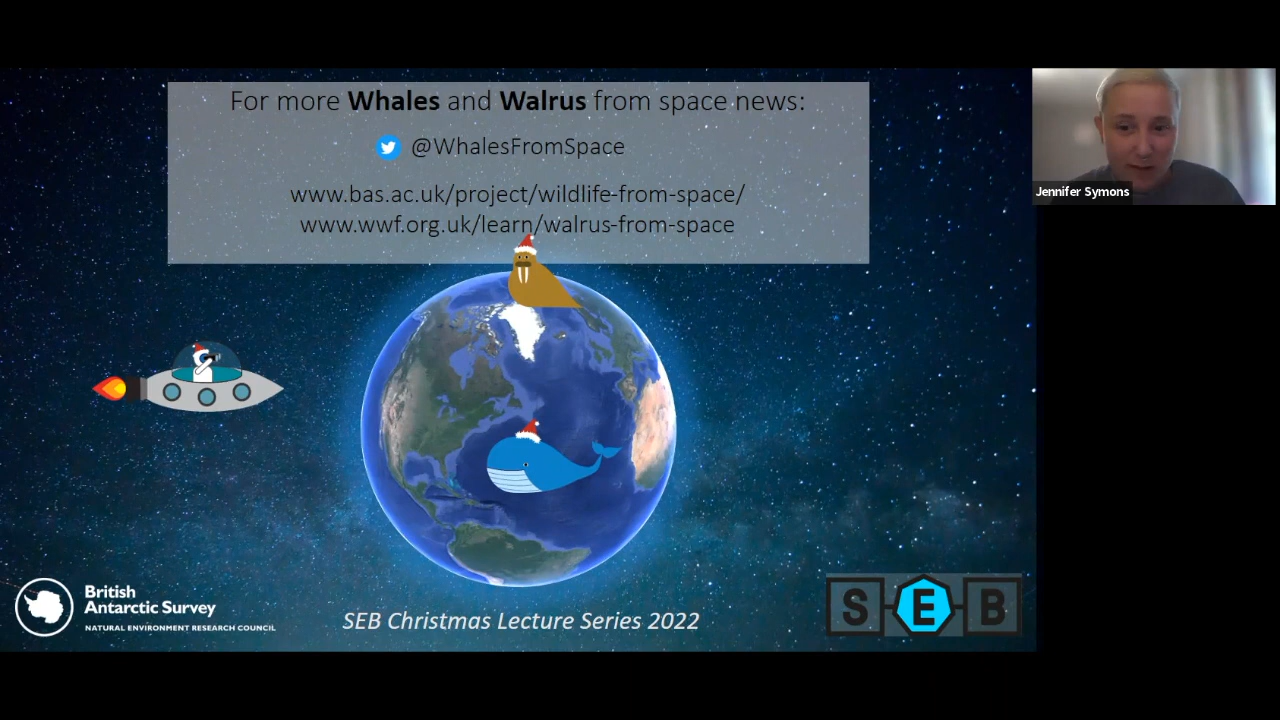 For more Whales and Walrus from space news:
@WhalesFromSpace
www.bas.ac.uk/project/wildlife-from-space/
www.wwf.org.uk/learn/walrus-from-space
Jennifer Symons
British
Antarctic Survey
NATURAL ENVIRONMENT RESEARCH COUNCIL
SEB Christmas Lecture Series 2022
S E B